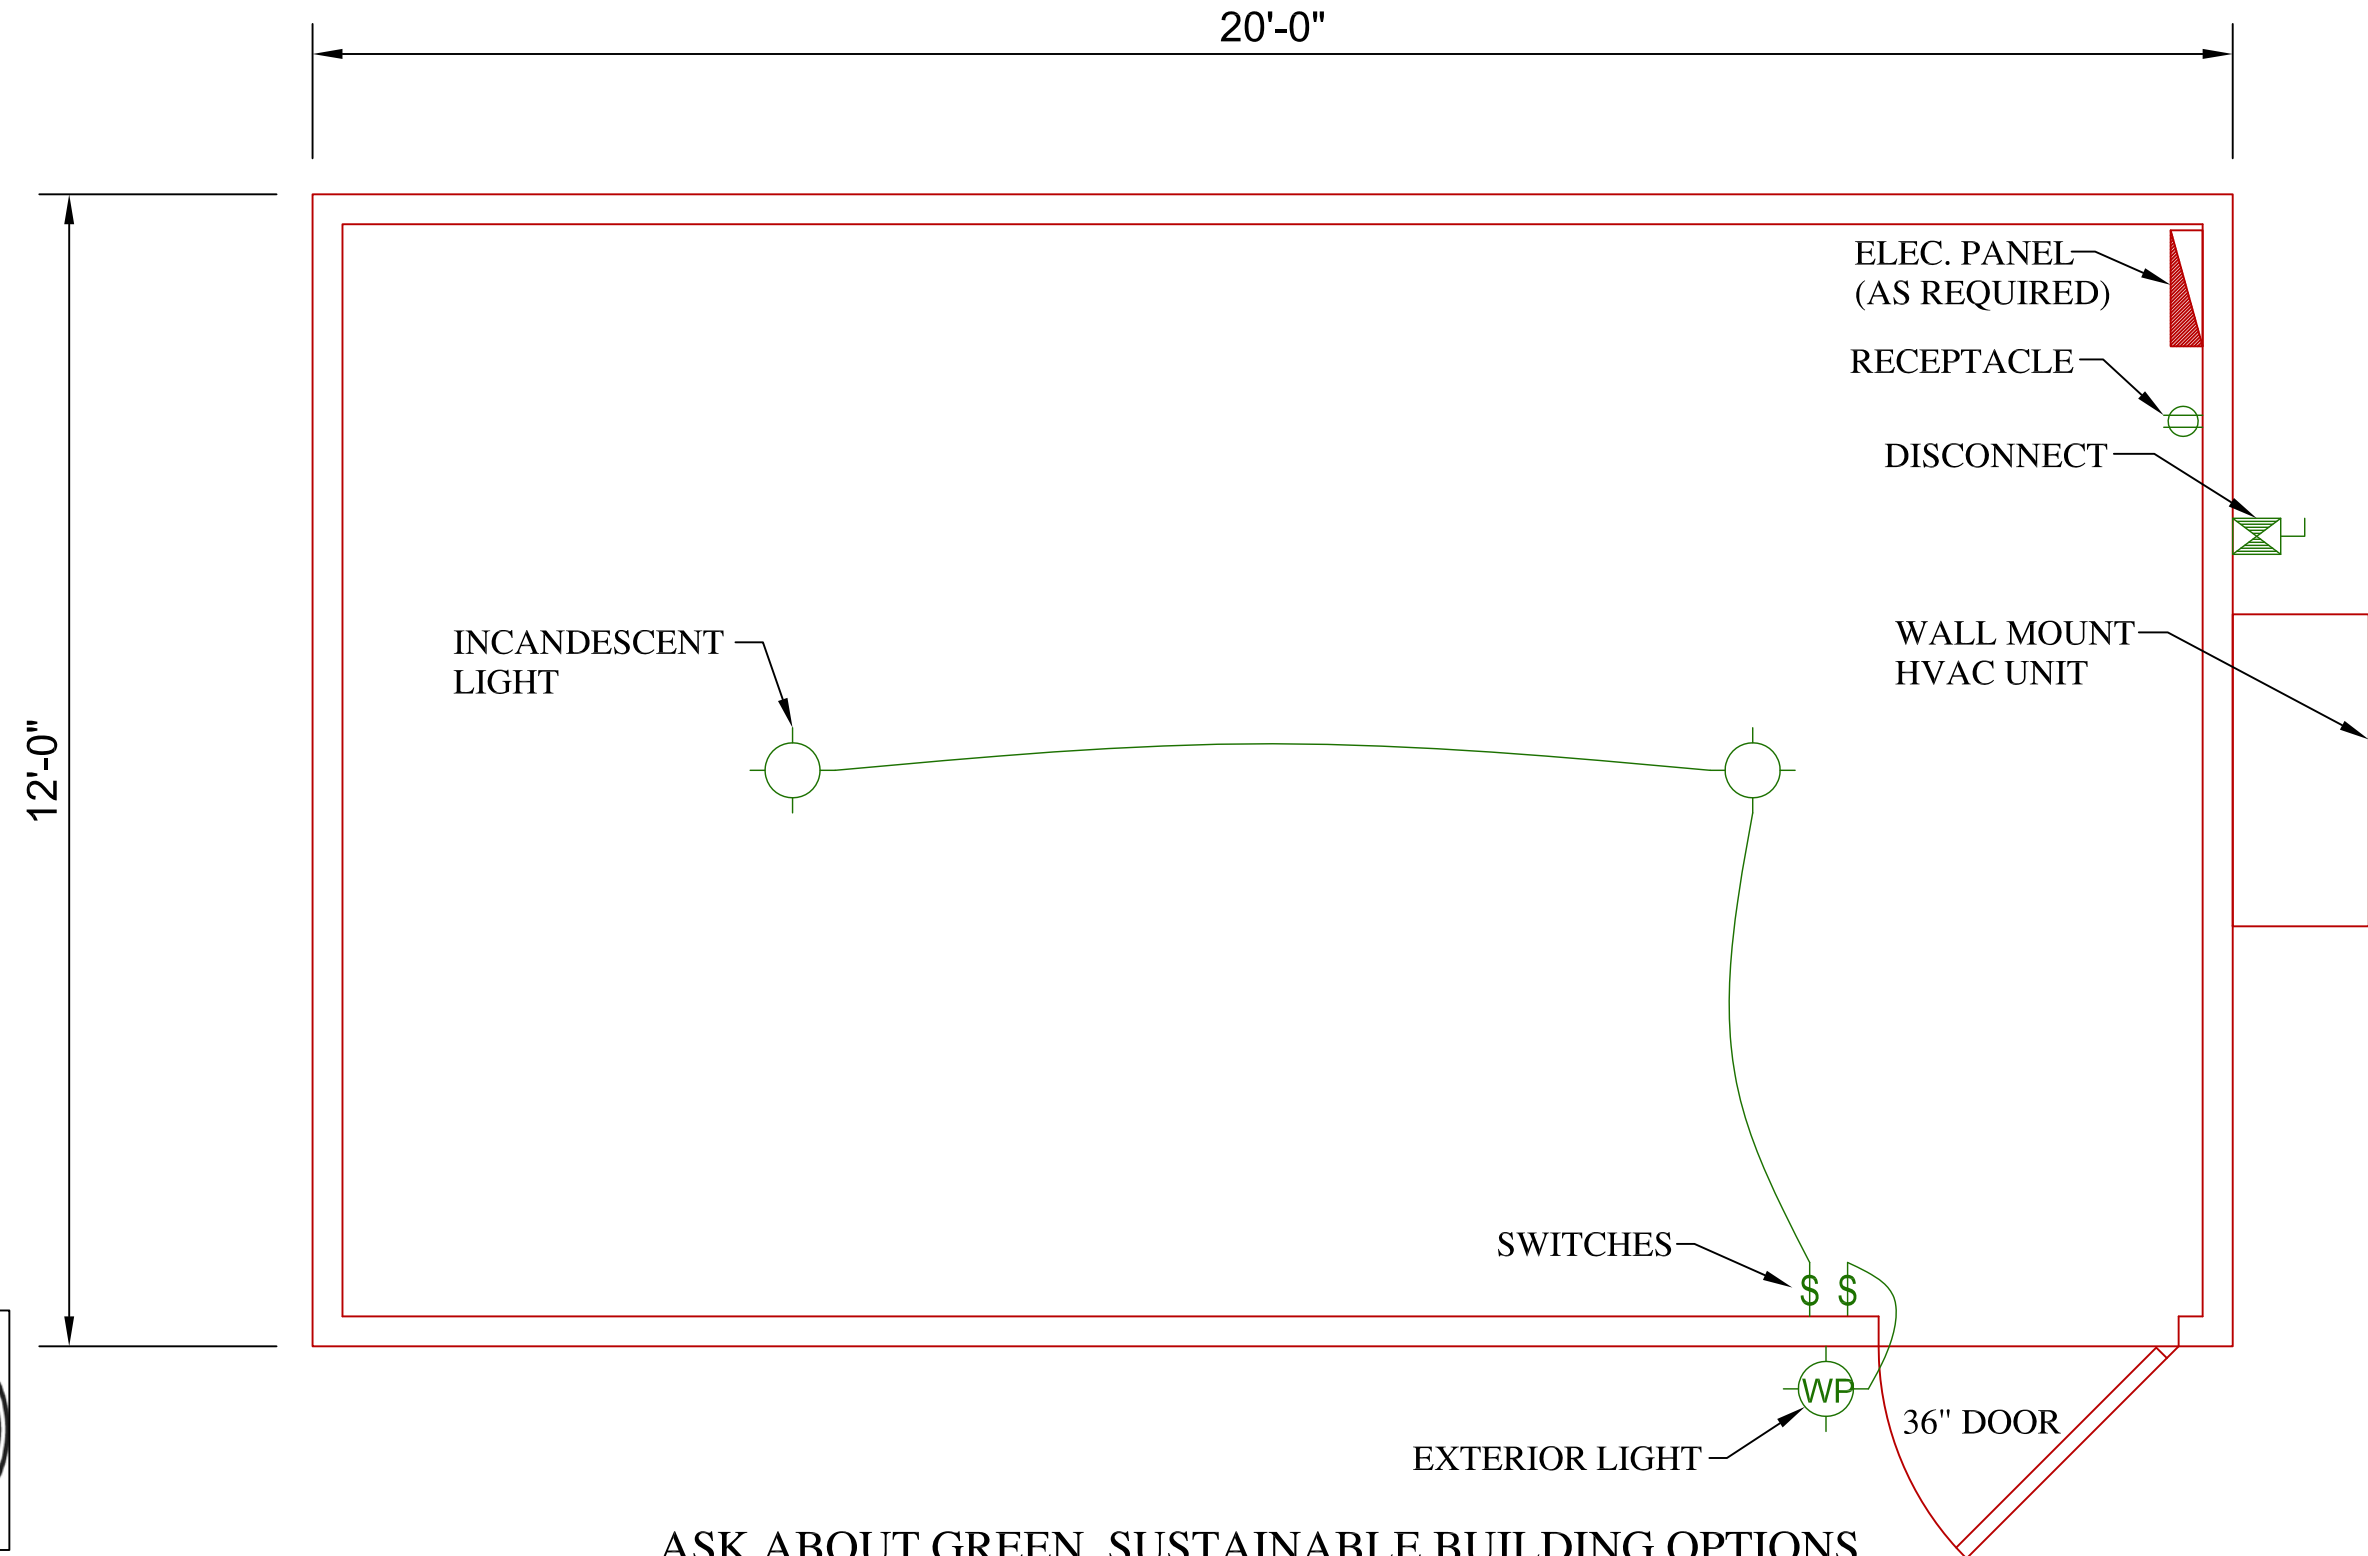 20'-0"
ELEC. PANEL
(AS REQUIRED)
RECEPTACLE
DISCONNECT
INCANDESCENT
LIGHT
WALL MOUNT
HVAC UNIT
12'-0"
SWITCHES
$ $
WP
36" DOOR
EXTERIOR LIGHT
ASK ABOUT GREEN SUSTAINABLE BUILDING OPTIONS